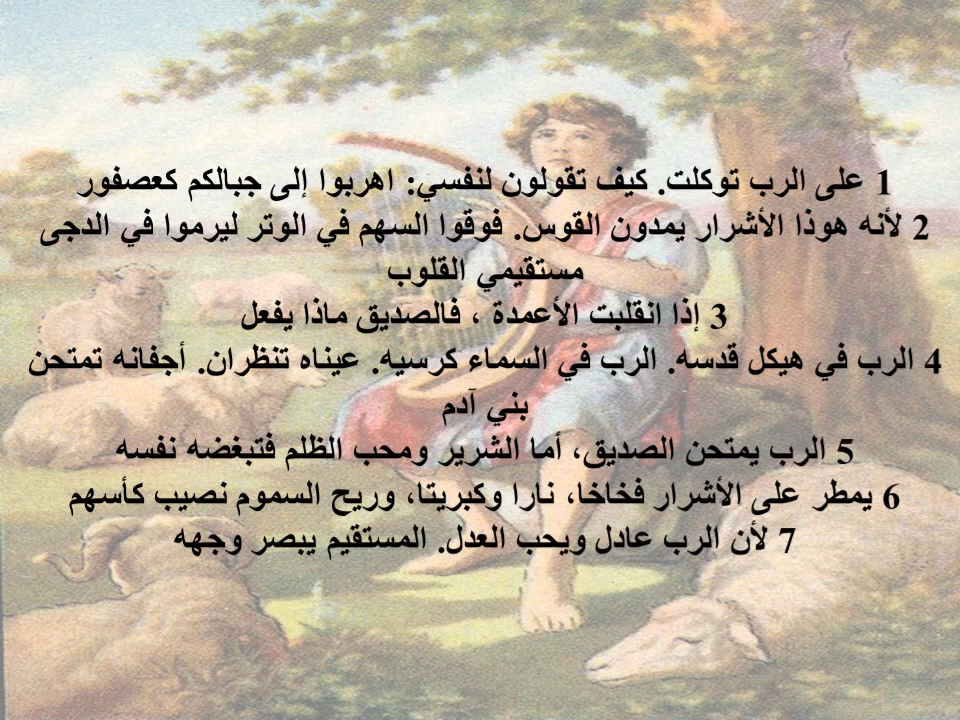 1 على الرب توكلت. كيف تقولون لنفسي: اهربوا إلى جبالكم كعصفور
2 لأنه هوذا الأشرار يمدون القوس. فوقوا السهم في الوتر ليرموا في الدجى
مستقيمي القلوب
3 إذا انقلبت الأعمدة ، فالصديق ماذا يفعل
4 الرب في هيكل قدسه. الرب في السماء كرسيه. عيناه تنظران. أجفانه تمتحن
بني آدم
5 الرب يمتحن الصديق، أما الشرير ومحب الظلم فتبغضه نفسه
6 يمطر على الأشرار فخاخا، نارا وكبريتا، وريح السموم نصيب كأسهم
7 لأن الرب عادل ويحب العدل. المستقيم يبصر وجهه